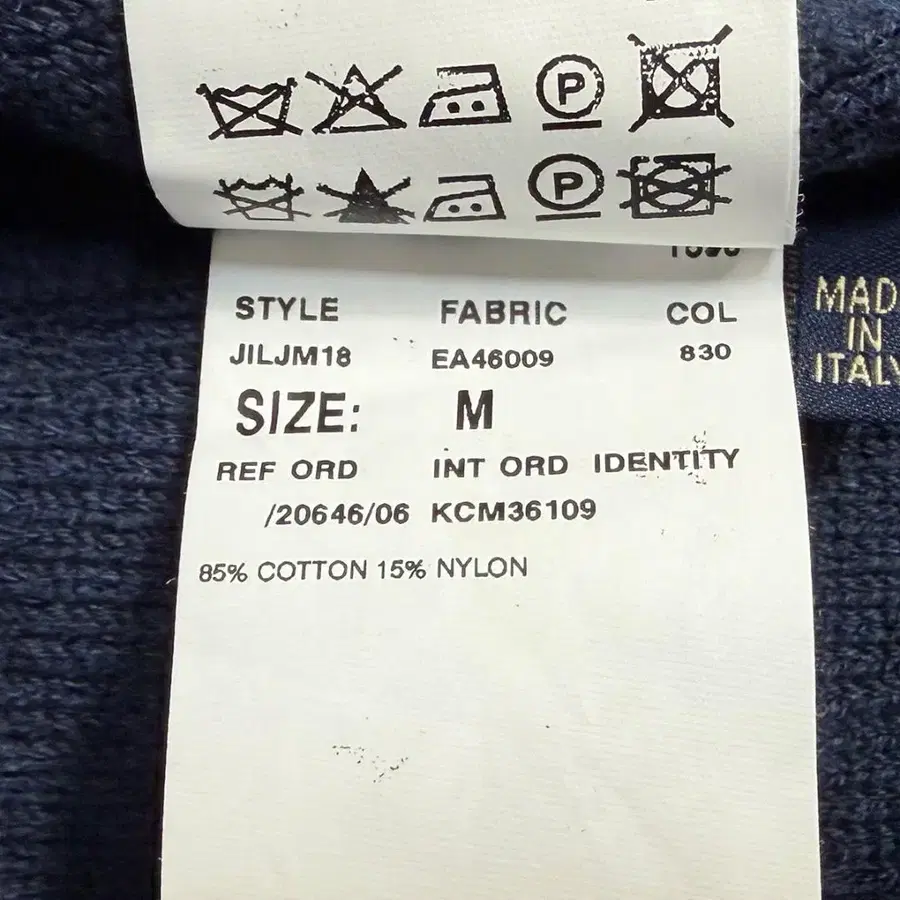 P
P
STYLE FABRIC COL
JILJM18 EA46009 830
SIZE: M
REF ORD INT ORD IDENTITY
/20646/06 KCM36109
85% COTTON 15% NYLON
MAD
IN
ITALY